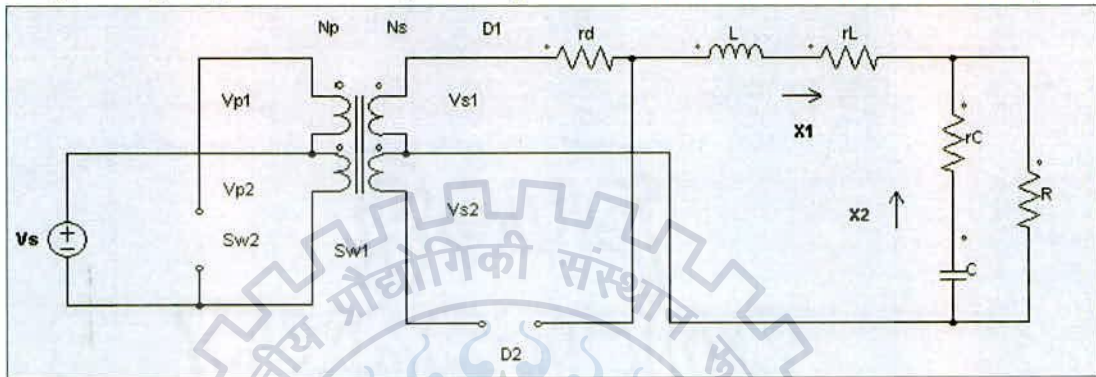 Np Ns D1 rd L rL
Vp1 Vs1
X1
rC
Vp2 Vs2 X2 R
Vs Sw2 Sw1 C
D2
प्रौद्योगिकी संस्थान